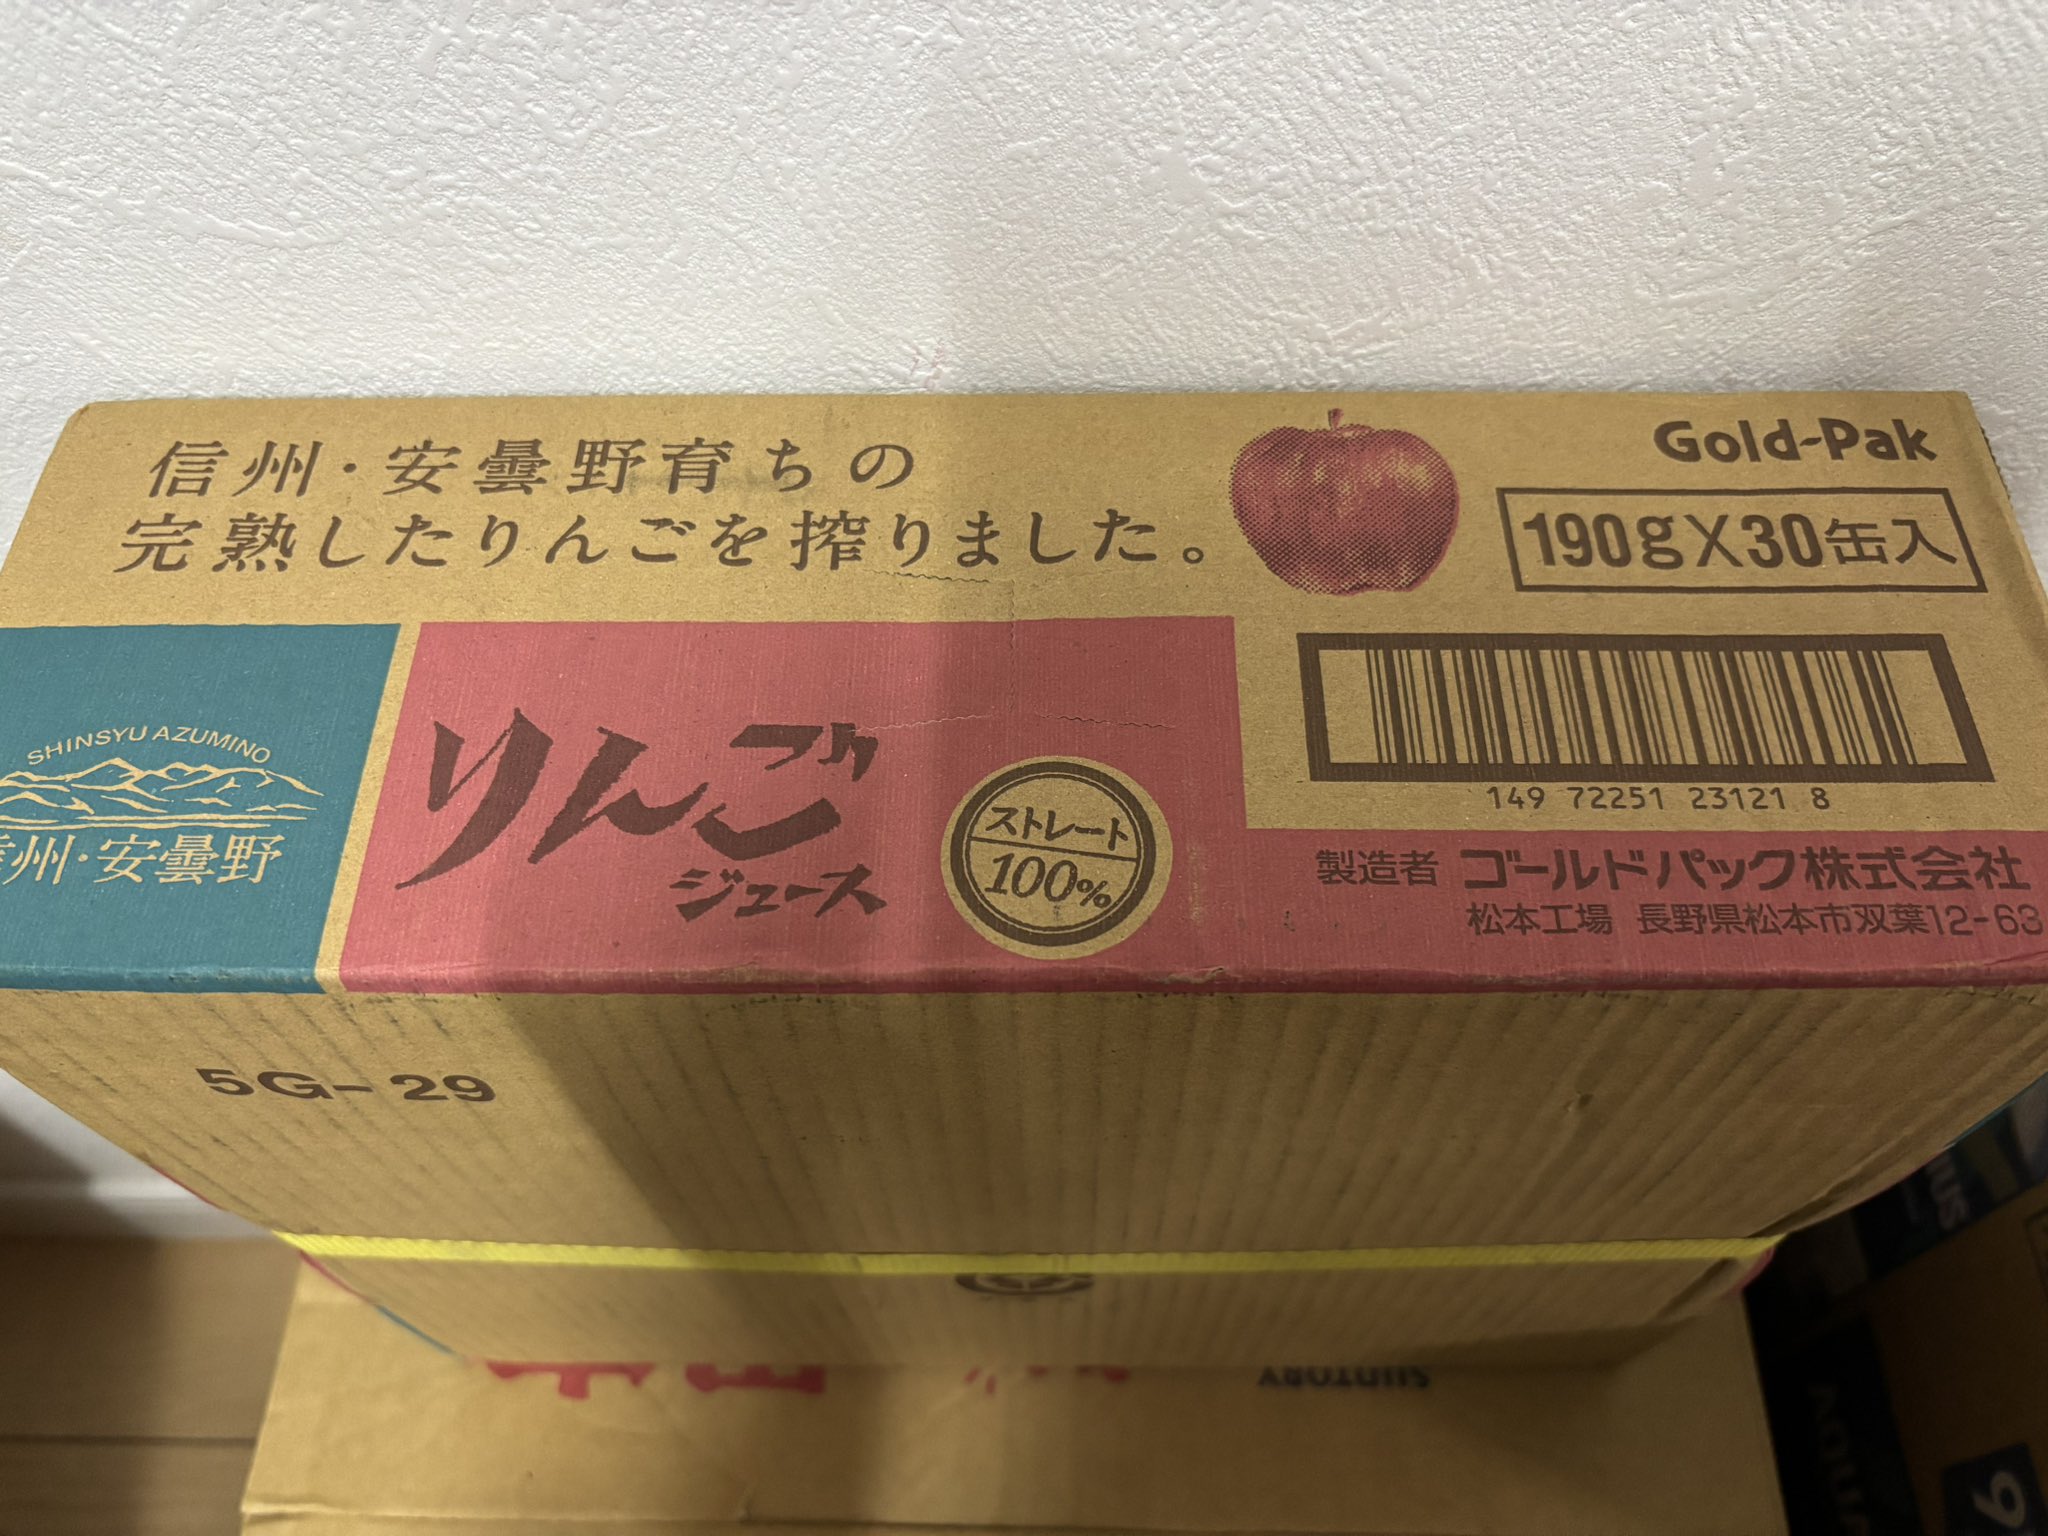 信州・安曇野育ちの
完熟したりんごを搾りました。
Gold-Pak
190g×30缶入
SHINSYU AZUMINO
州・安曇野
りんご
ジュース
ストレート
100%
149 72251 23121 8
製造者 ゴールドパック株式会社
松本工場 長野県松本市双葉12-63
5G-29
SUNTORY
6